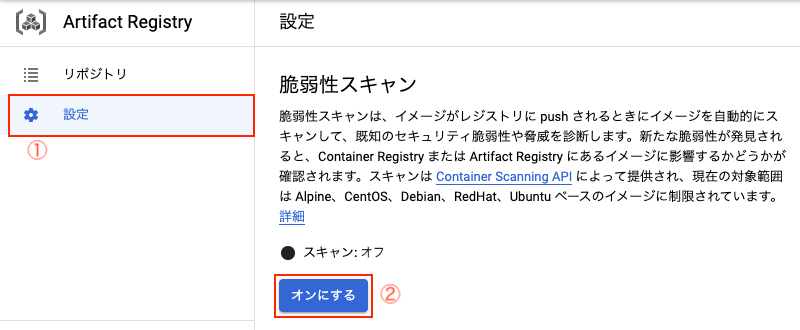 Artifact Registry
設定
リポジトリ
設定
①
脆弱性スキャン
脆弱性スキャンは、イメージがレジストリに push されるときにイメージを自動的にス
キャンして、既知のセキュリティ脆弱性や脅威を診断します。新たな脆弱性が発見され
ると、Container Registry または Artifact Registry にあるイメージに影響するかどうかが
確認されます。スキャンは Container Scanning API によって提供され、現在の対象範囲
は Alpine、CentOS、Debian、RedHat、Ubuntu ベースのイメージに制限されています。
詳細
スキャン: オフ
オンにする ②